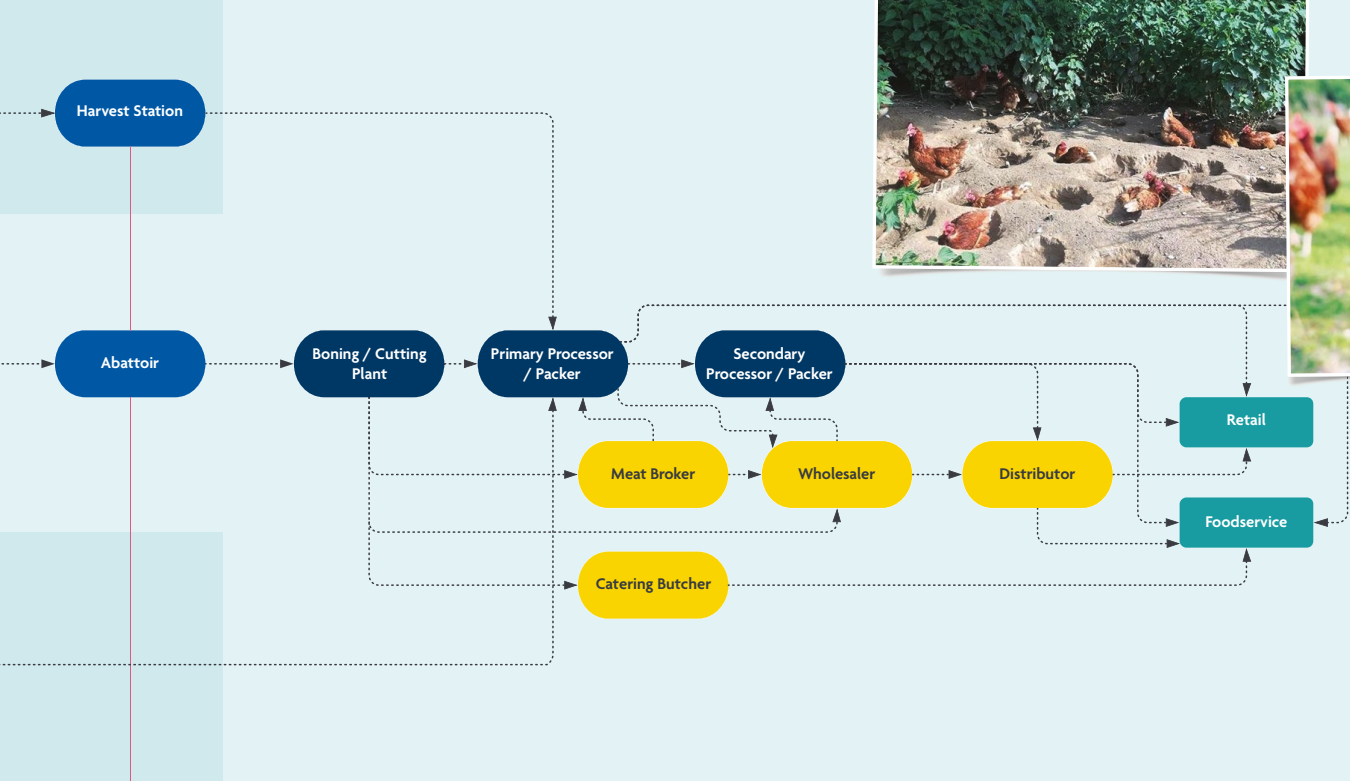 Harvest Station
Abattoir
Boning / Cutting
Plant
Primary Processor
/ Packer
Secondary
Processor / Packer
Retail
Meat Broker
Wholesaler
Distributor
Foodservice
Catering Butcher